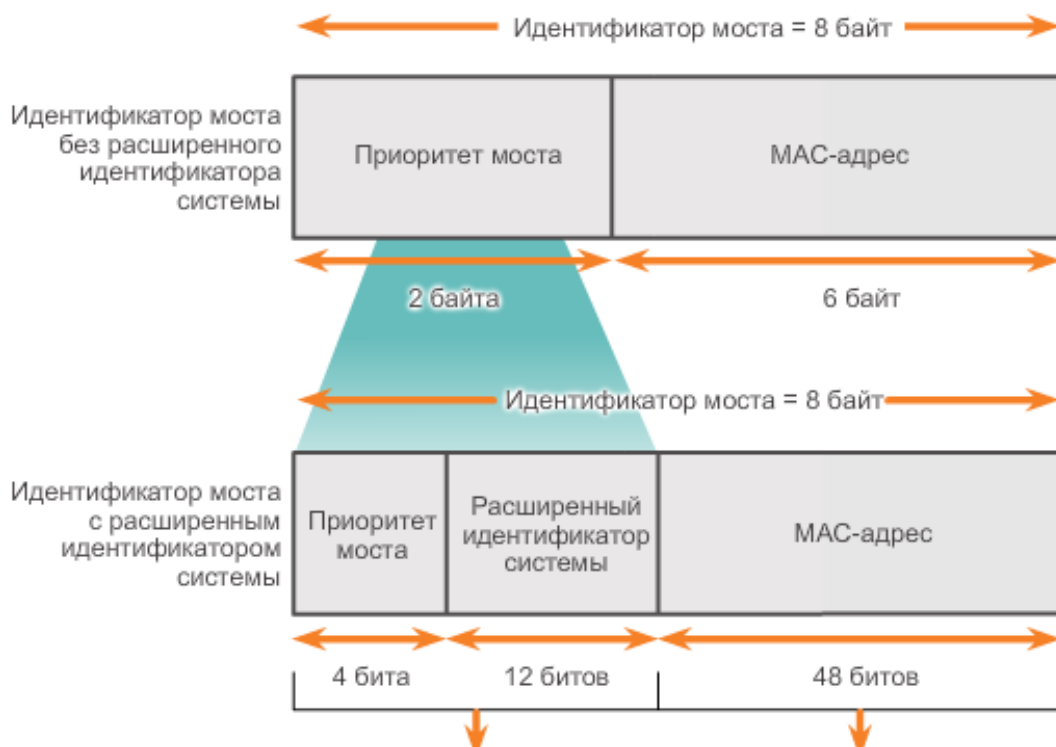 Идентификатор моста = 8 байт
Идентификатор моста
без расширенного
идентификатора
системы
Приоритет моста
MAC-адрес
2 байта
6 байт
Идентификатор моста = 8 байт
Идентификатор моста
с расширенным
идентификатором
системы
Приоритет
моста
Расширенный
идентификатор
системы
MAC-адрес
4 бита
12 битов
48 битов